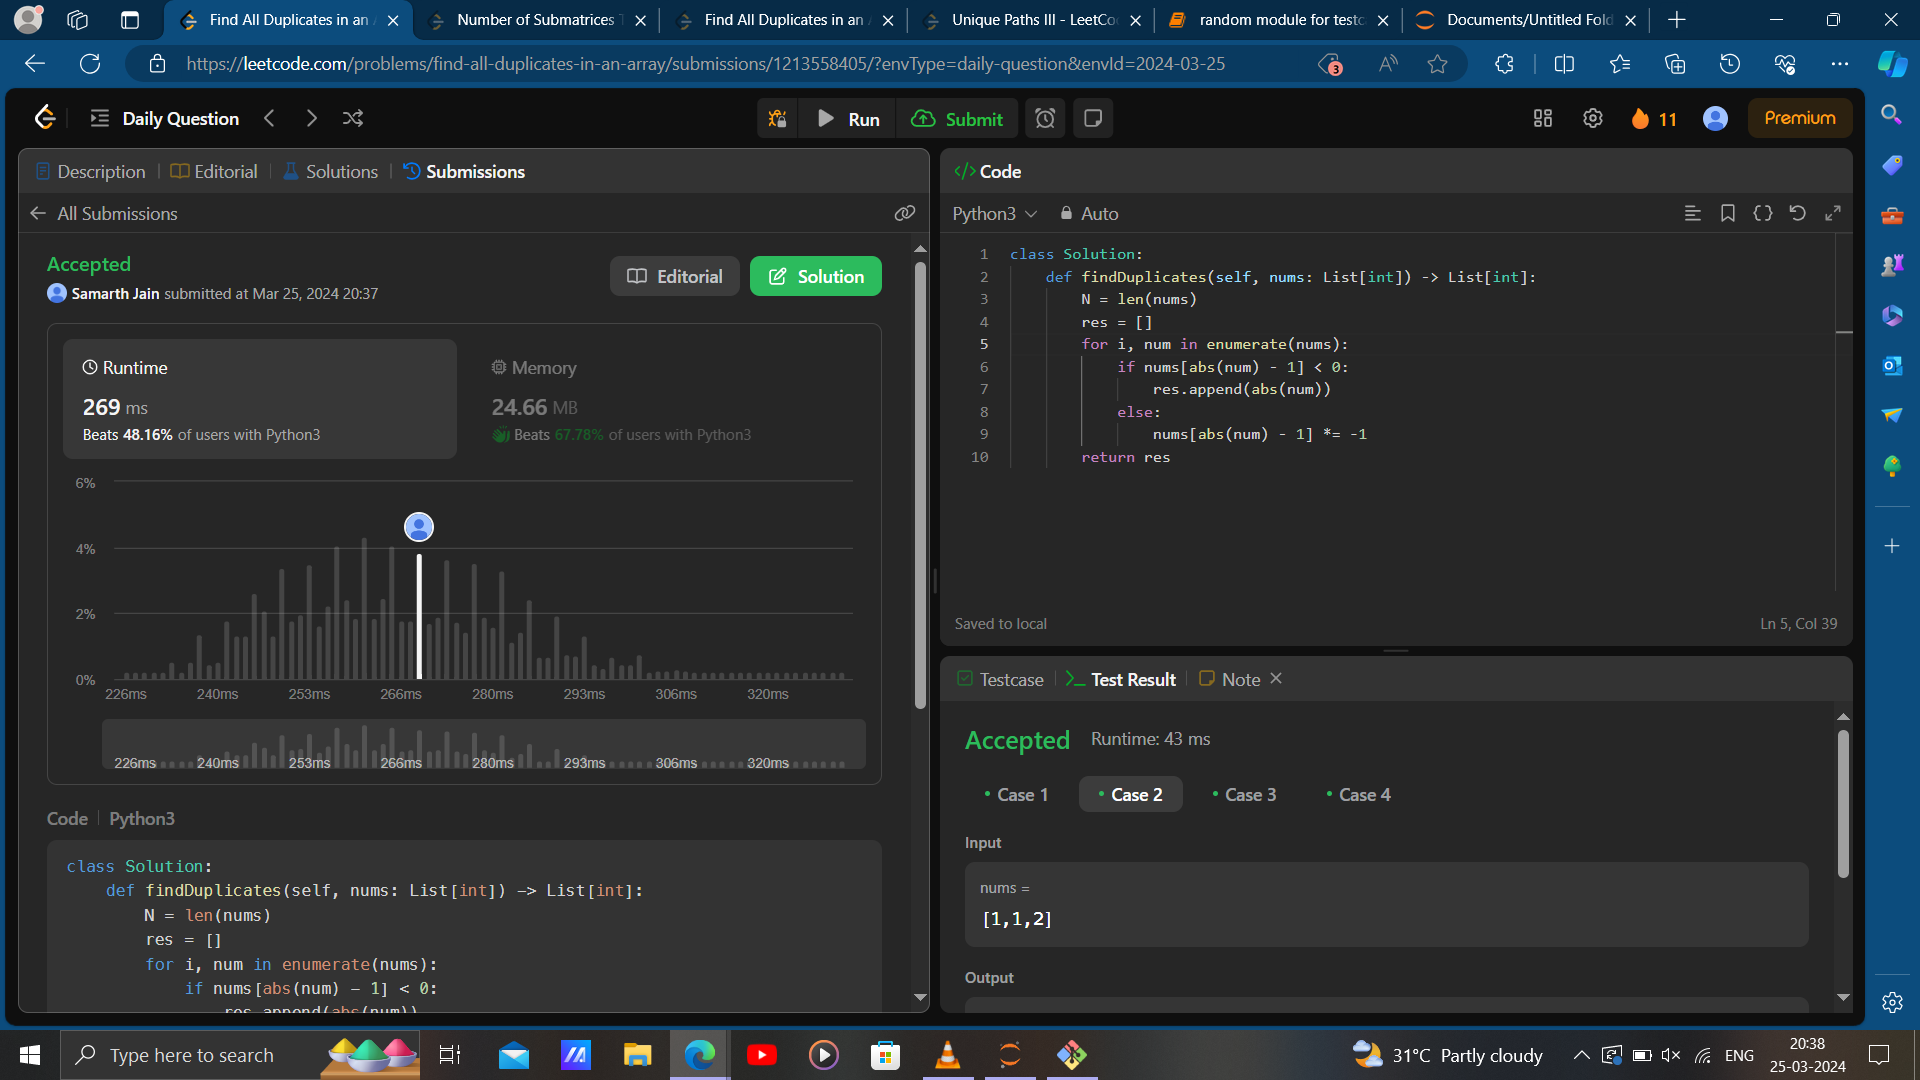 Find All Duplicates in an
Number of Submatrices T
Find All Duplicates in an
Unique Paths III - LeetCo
random module for testc
Documents/Untitled Fold
https://leetcode.com/problems/find-all-duplicates-in-an-array/submissions/1213558405/?envType=daily-question&envId=2024-03-25
3
Daily Question
Run
Submit
11
Premium
Description
Editorial
Solutions
Submissions
All Submissions
Accepted
Samarth Jain submitted at Mar 25, 2024 20:37
Editorial
Solution
Runtime
269 ms
Beats 48.16% of users with Python3
Memory
24.66 MB
Beats 67.78% of users with Python3
6%
4%
2%
0%
226ms 240ms 253ms 266ms 280ms 293ms 306ms 320ms
226ms 240ms 253ms 266ms 280ms 293ms 306ms 320ms
Code | Python3
class Solution:
def findDuplicates(self, nums: List[int]) -> List[int]:
N = len(nums)
res = []
for i, num in enumerate(nums):
if nums[abs(num) - 1] < 0:
res.append(abs(num))
</> Code
Python3
Auto
1 class Solution:
2 def findDuplicates(self, nums: List[int]) -> List[int]:
3 N = len(nums)
4 res = []
5 for i, num in enumerate(nums):
6 if nums[abs(num) - 1] < 0:
7 res.append(abs(num))
8 else:
9 nums[abs(num) - 1] *= -1
10 return res
Saved to local
Ln 5, Col 39
Testcase
Test Result
Note
Accepted
Runtime: 43 ms
Case 1
Case 2
Case 3
Case 4
Input
nums =
[1,1,2]
Output
Type here to search
31°C Partly cloudy
ENG
20:38
25-03-2024